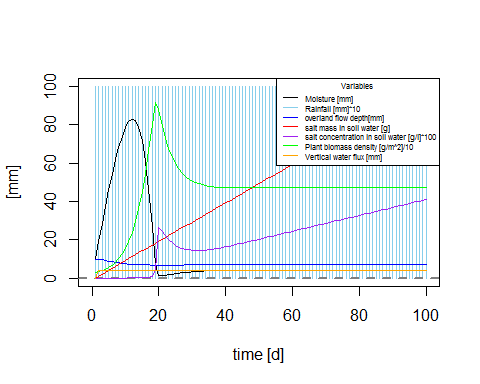 Variables
Moisture [mm]
Rainfall [mm]*10
overland flow depth[mm]
salt mass in soil water [g]
salt concentration in soil water [g/l]*100
Plant biomass density [g/m^2]/10
Vertical water flux [mm]
[mm]
100
80
60
40
20
0
0 20 40 60 80 100
time [d]